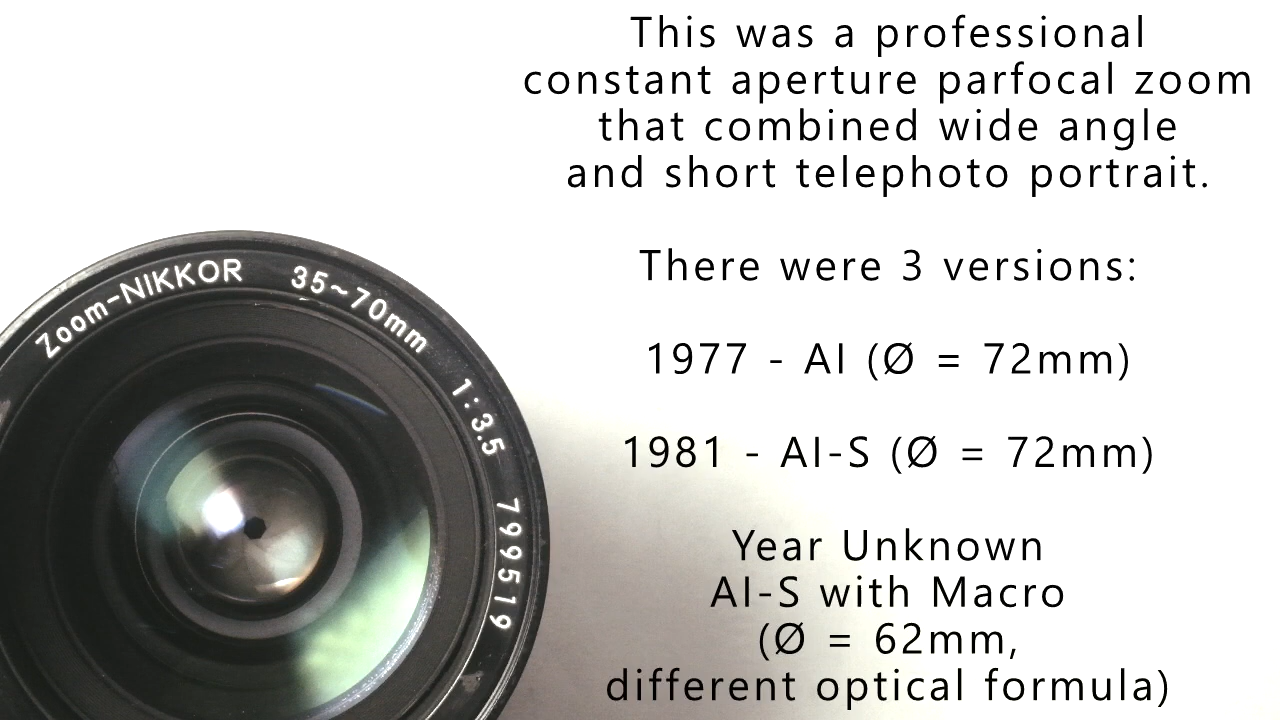 This was a professional
constant aperture parfocal zoom
that combined wide angle
and short telephoto portrait.
There were 3 versions:
1977 - AI (Ø = 72mm)
1981 - AI-S (Ø = 72mm)
Year Unknown
AI-S with Macro
(Ø = 62mm,
different optical formula)
Zoom-NIKKOR 35~70mm 1:3.5 799519